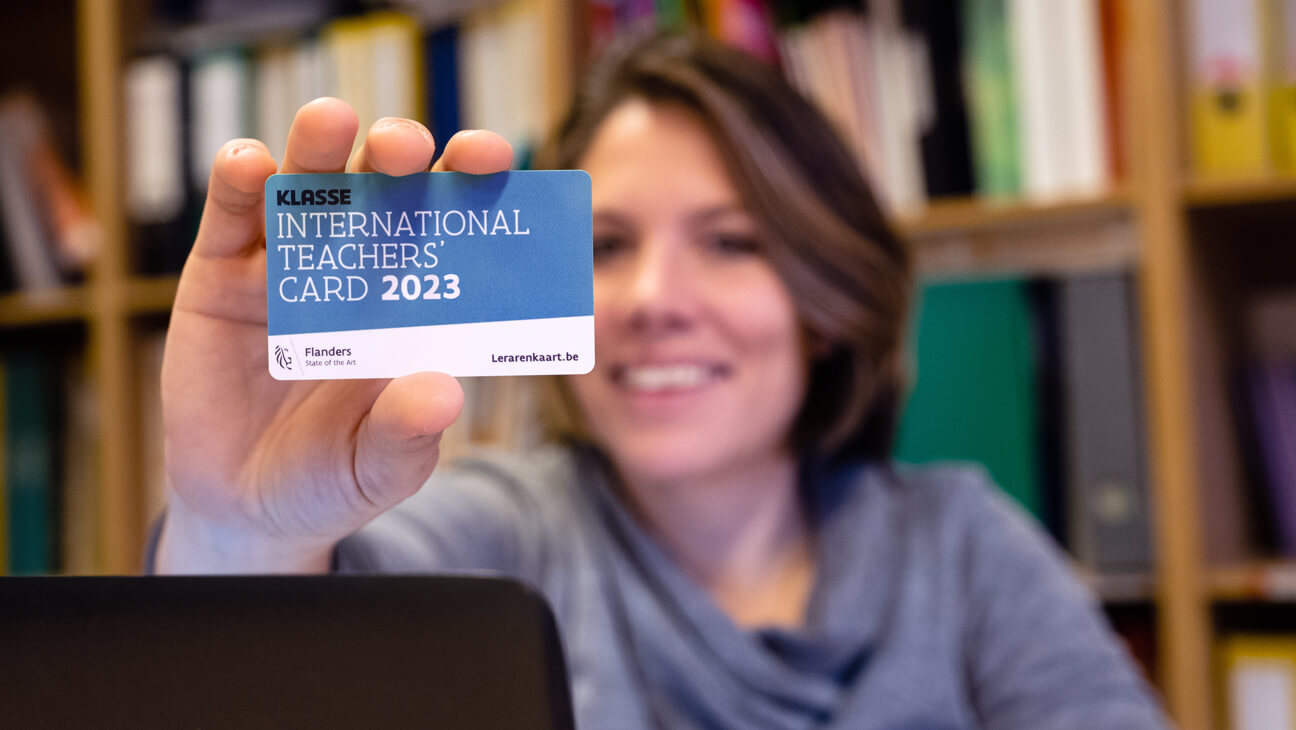 KLASSE
INTERNATIONAL
TEACHERS'
CARD 2023
Flanders
State of the Art
Lerarenkaart.be